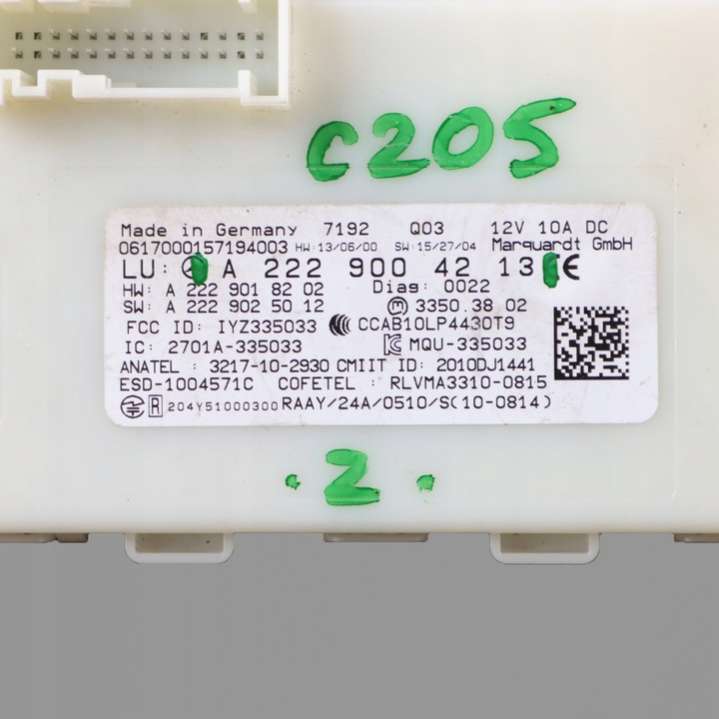 C205
Made in Germany 7192 Q03 12V 10A DC
0617000157194003 HW:13/06/00 SW:15/27/04 Marquardt GmbH
LU: A 222 900 42 13 CE
HW: A 222 901 82 02 Diag: 0022
SW: A 222 902 50 12 M 3350.38 02
FCC ID: IYZ335033 CCAB10LP4430T9
IC: 2701A-335033 MQU-335033
ANATEL : 3217-10-2930 CMIIT ID: 2010DJ1441
ESD-1004571C COFETEL : RLVMA3310-0815
R 204Y51000300 RAAY/24A/0510/S(10-0814)
.Z.